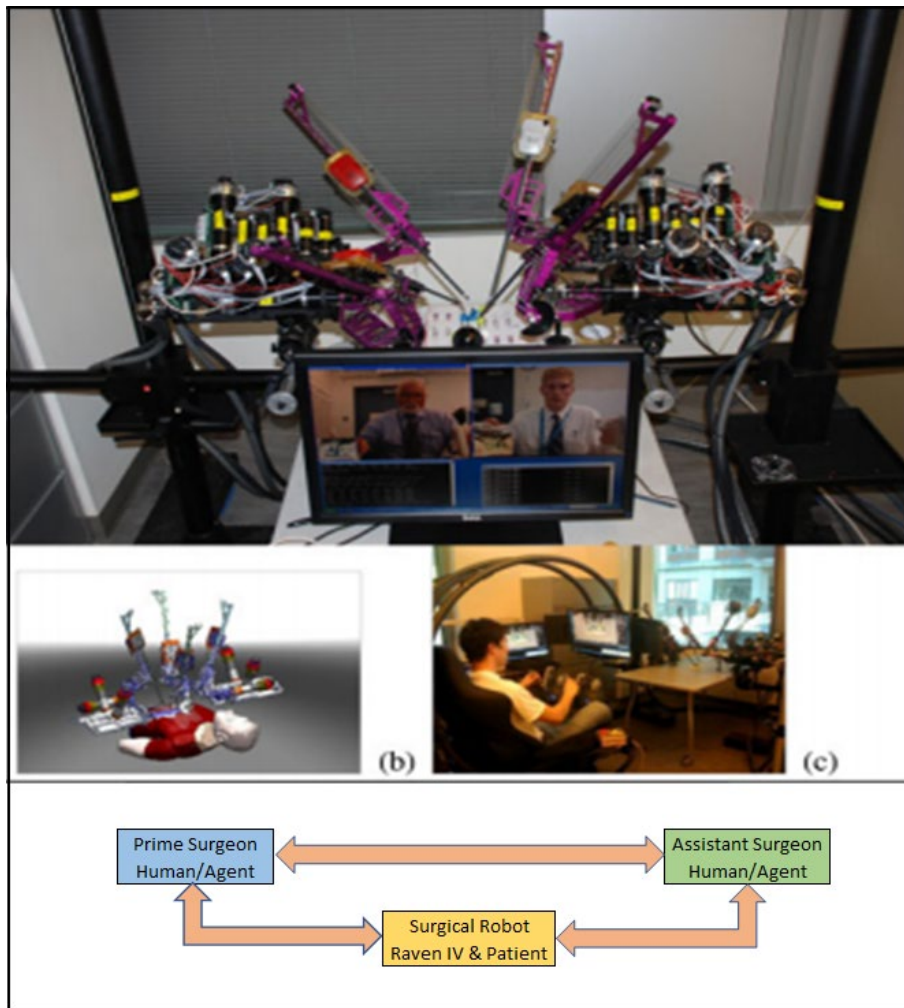 (b)
(c)
Prime Surgeon
Human/Agent
Assistant Surgeon
Human/Agent
Surgical Robot
Raven IV & Patient